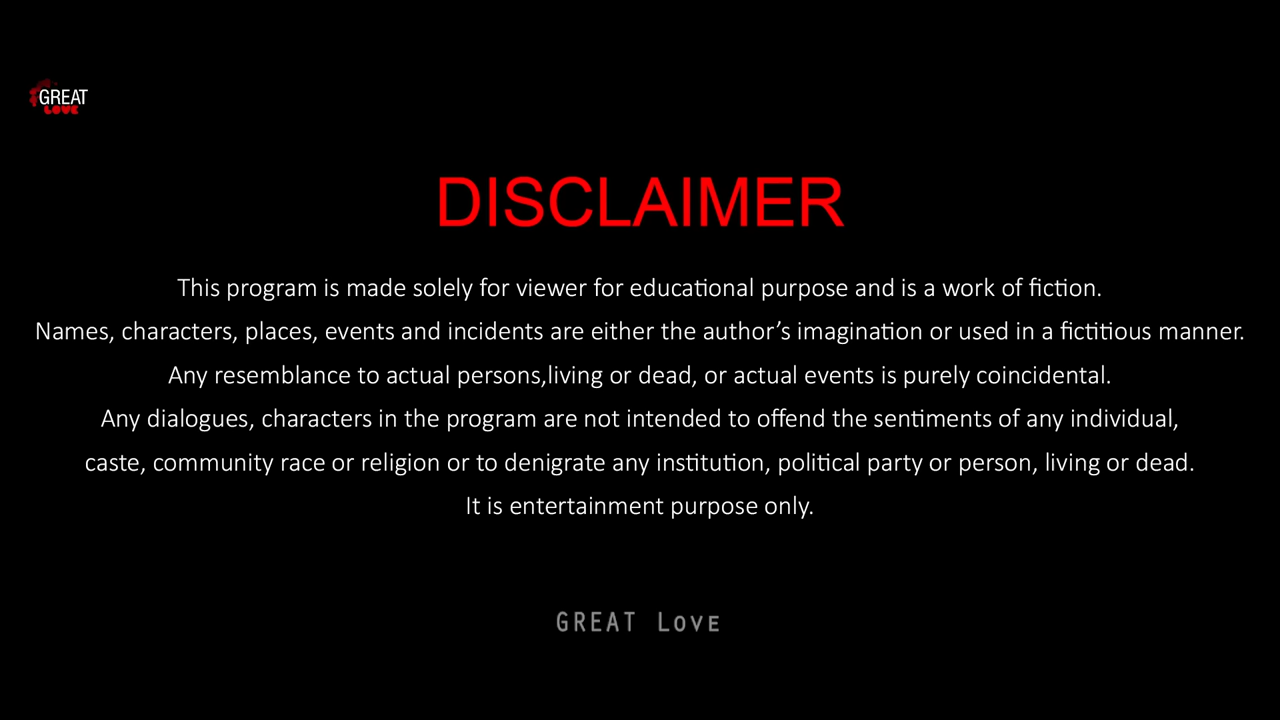 GREAT
LOVE
DISCLAIMER
This program is made solely for viewer for educational purpose and is a work of fiction.
Names, characters, places, events and incidents are either the author’s imagination or used in a fictitious manner.
Any resemblance to actual persons,living or dead, or actual events is purely coincidental.
Any dialogues, characters in the program are not intended to offend the sentiments of any individual,
caste, community race or religion or to denigrate any institution, political party or person, living or dead.
It is entertainment purpose only.
GREAT Love